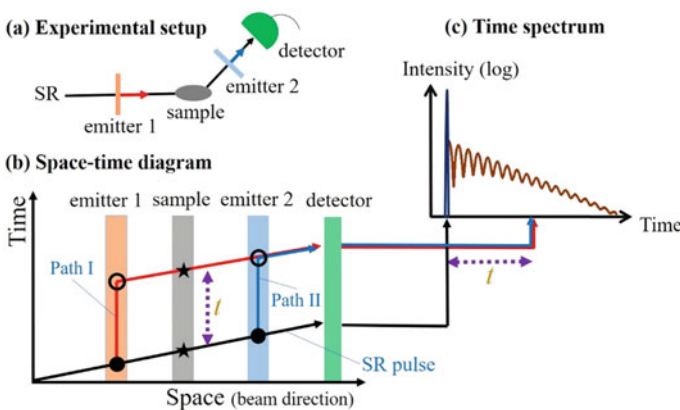 (a) Experimental setup
detector
SR
emitter 1
sample
emitter 2
(b) Space-time diagram
emitter 1 sample emitter 2 detector
Time
Path I
t
Path II
SR pulse
Space (beam direction)
(c) Time spectrum
Intensity (log)
Time
t